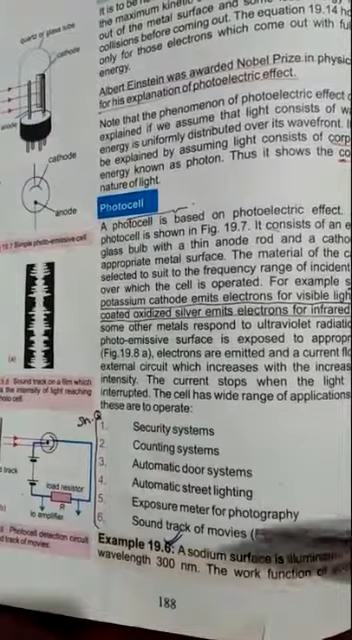 quartz or glass tube
cathode
anode
cathode
anode
19.7 Simple photo-emissive cell
(a)
Sound track on a film which
the intensity of light reaching
load resistor
R
to amplifier
Photocell detection circuit
d track of movies.
It is to be
the maximum kinetic
out of the metal surface and
collisions before coming out. The equation 19.14
only for those electrons which come out with
energy.
Albert Einstein was awarded Nobel Prize in physic
for his explanation of photoelectric effect.
Note that the phenomenon of photoelectric effect
explained if we assume that light consists of w
energy is uniformly distributed over its wavefront. I
be explained by assuming light consists of corp
energy known as photon. Thus it shows the co
nature of light.
Photocell
A photocell is based on photoelectric effect.
photocell is shown in Fig. 19.7. It consists of an e
glass bulb with a thin anode rod and a catho
appropriate metal surface. The material of the c
selected to suit to the frequency range of incident
over which the cell is operated. For example s
potassium cathode emits electrons for visible ligh
coated oxidized silver emits electrons for infrared
some other metals respond to ultraviolet radiati
photo-emissive surface is exposed to appropr
(Fig.19.8 a), electrons are emitted and a current flo
external circuit which increases with the increas
intensity. The current stops when the light
interrupted. The cell has wide range of applications
these are to operate:
Sh.Q
1. Security systems
2. Counting systems
3. Automatic door systems
4. Automatic street lighting
5. Exposure meter for photography
6. Sound track of movies
Example 19.6: A sodium surface is
wavelength 300 nm. The work function of
188